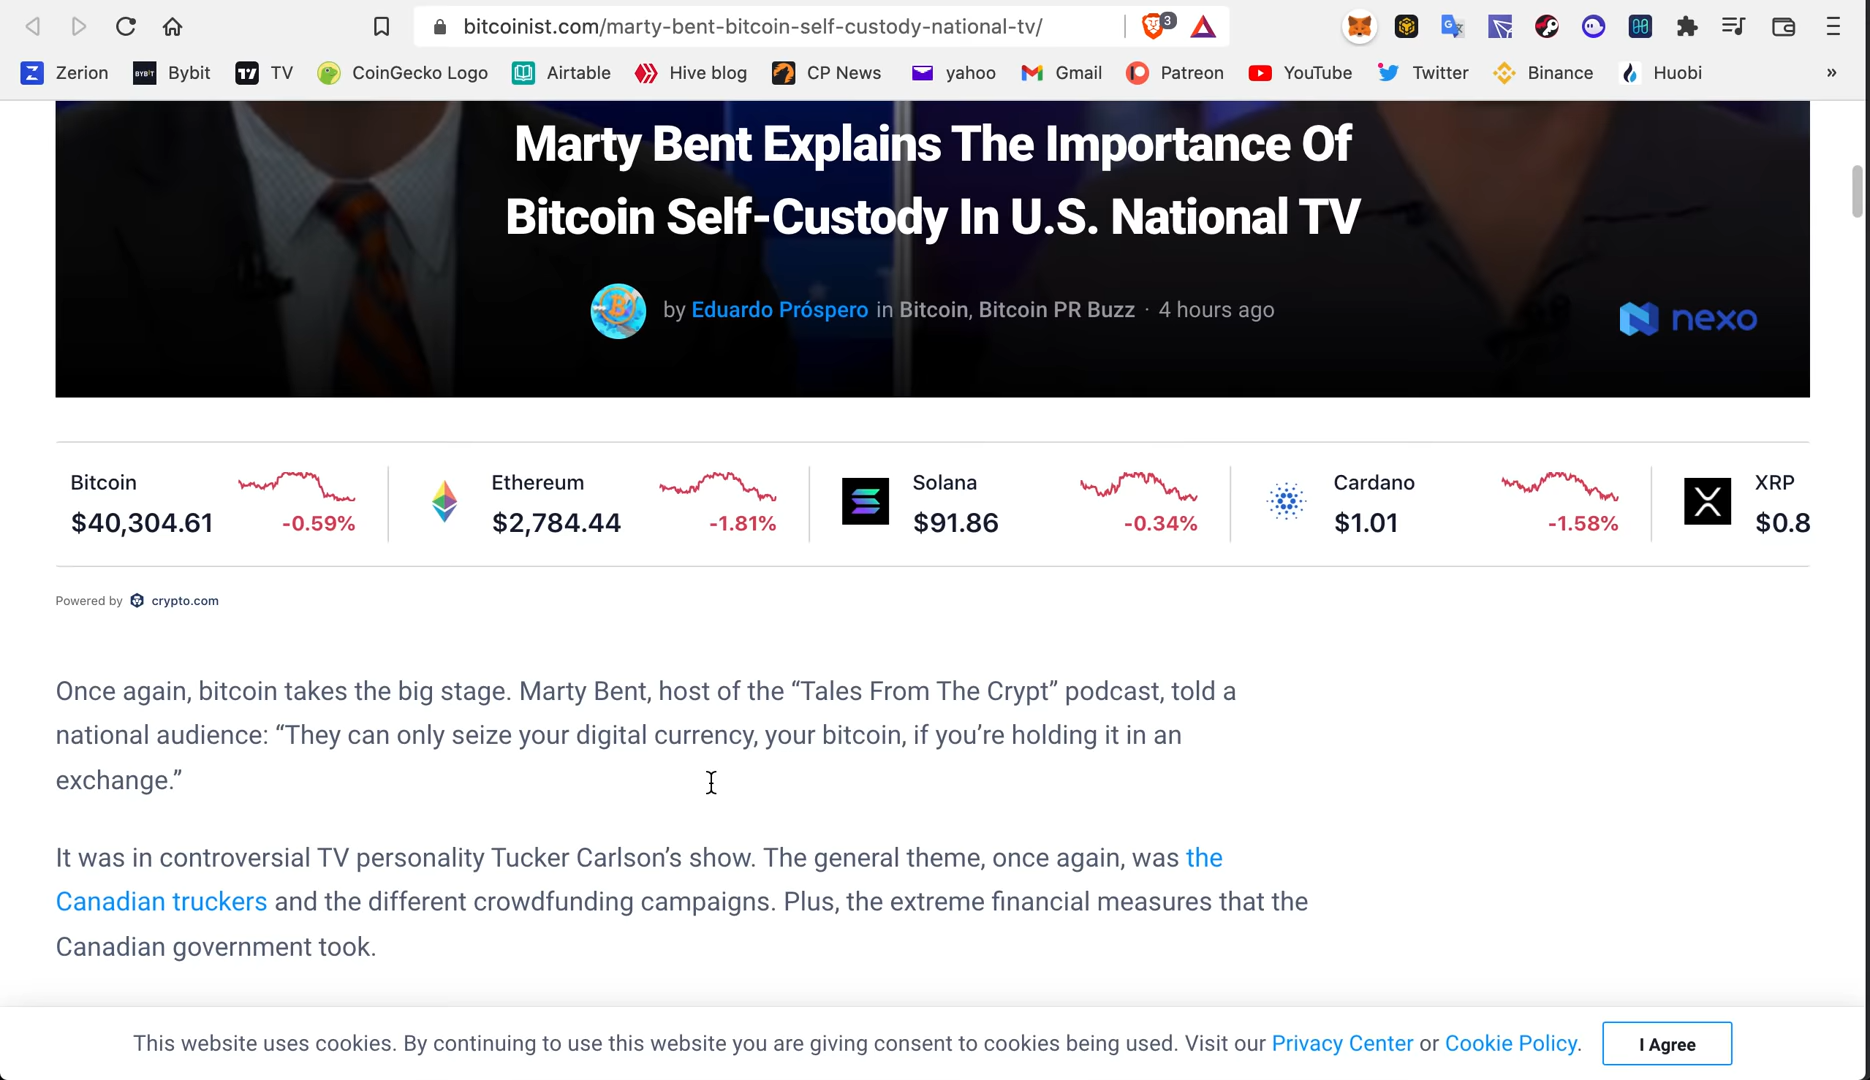 bitcoinist.com/marty-bent-bitcoin-self-custody-national-tv/
3
Zerion Bybit TV CoinGecko Logo Airtable Hive blog CP News yahoo Gmail Patreon YouTube Twitter Binance Huobi »
Marty Bent Explains The Importance Of
Bitcoin Self-Custody In U.S. National TV
by Eduardo Próspero in Bitcoin, Bitcoin PR Buzz · 4 hours ago
nexo
Bitcoin Ethereum Solana Cardano XRP
$40,304.61 -0.59% $2,784.44 -1.81% $91.86 -0.34% $1.01 -1.58% $0.8
Powered by crypto.com
Once again, bitcoin takes the big stage. Marty Bent, host of the “Tales From The Crypt” podcast, told a
national audience: “They can only seize your digital currency, your bitcoin, if you’re holding it in an
exchange.”
It was in controversial TV personality Tucker Carlson’s show. The general theme, once again, was the
Canadian truckers and the different crowdfunding campaigns. Plus, the extreme financial measures that the
Canadian government took.
This website uses cookies. By continuing to use this website you are giving consent to cookies being used. Visit our Privacy Center or Cookie Policy. I Agree